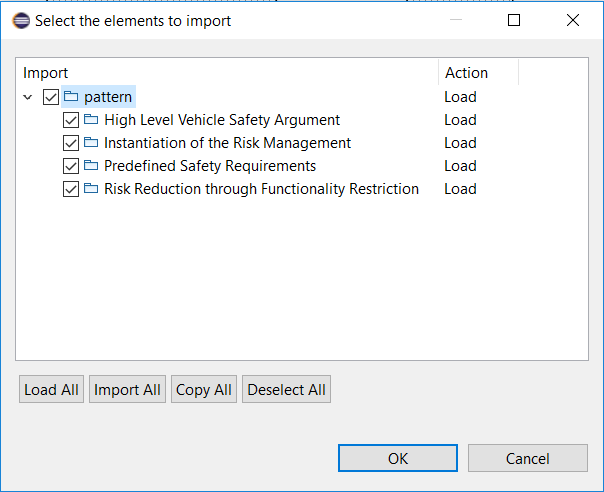 Select the elements to import
Import Action
pattern Load
High Level Vehicle Safety Argument Load
Instantiation of the Risk Management Load
Predefined Safety Requirements Load
Risk Reduction through Functionality Restriction Load
Load All Import All Copy All Deselect All
OK Cancel